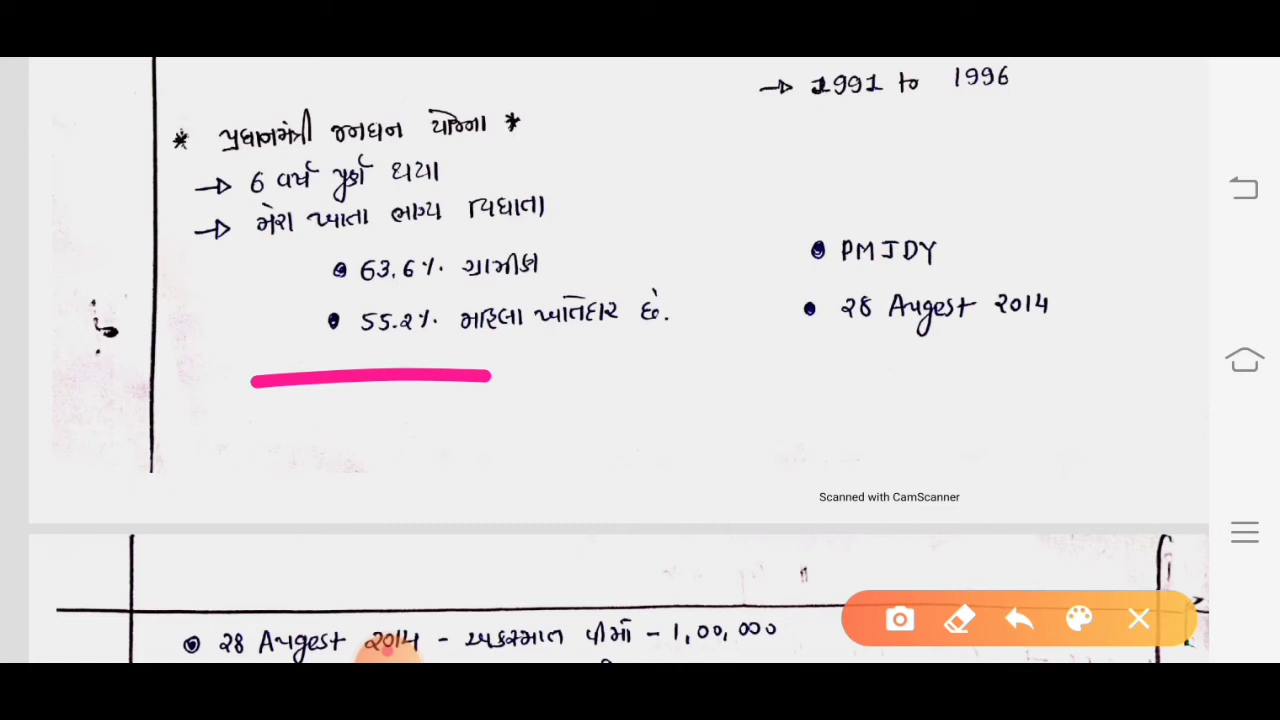 → 1991 to 1996
* પ્રધાનમંત્રી જનધન યોજના *
→ 6 વર્ષ પૂર્ણ થયા
→ મેરા ખાતા ભાગ્ય વિધાતા
• 63.6%. ગ્રામીણ
• PMJDY
• 55.2%. મહિલા ખાતેદાર છે.
• 28 Augest 2014
Scanned with CamScanner
• 28 Augest 2014 - અકસ્માત વીમો - 1,00,000